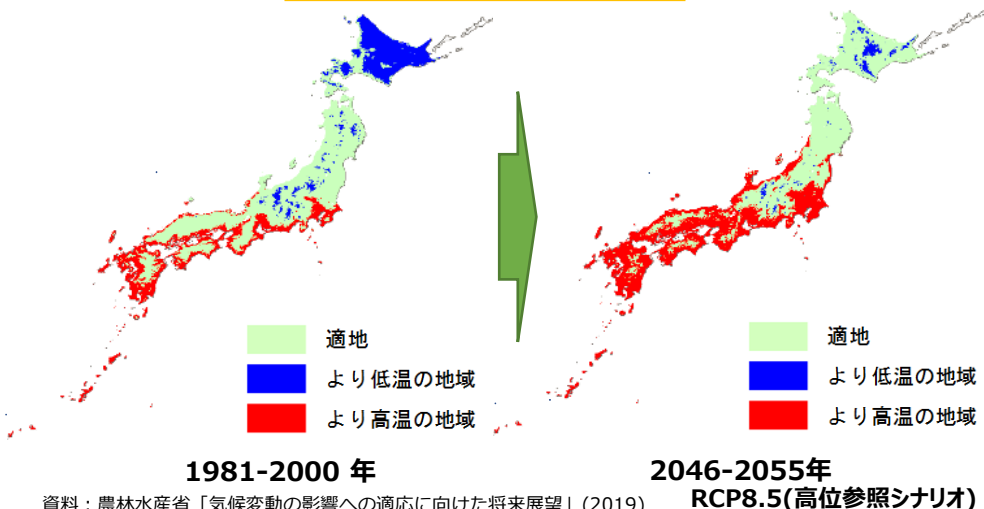 適地
より低温の地域
より高温の地域
適地
より低温の地域
より高温の地域
1981-2000 年
2046-2055年
資料：農林水産省「気候変動の影響への適応に向けた将来展望」(2019)
RCP8.5(高位参照シナリオ)